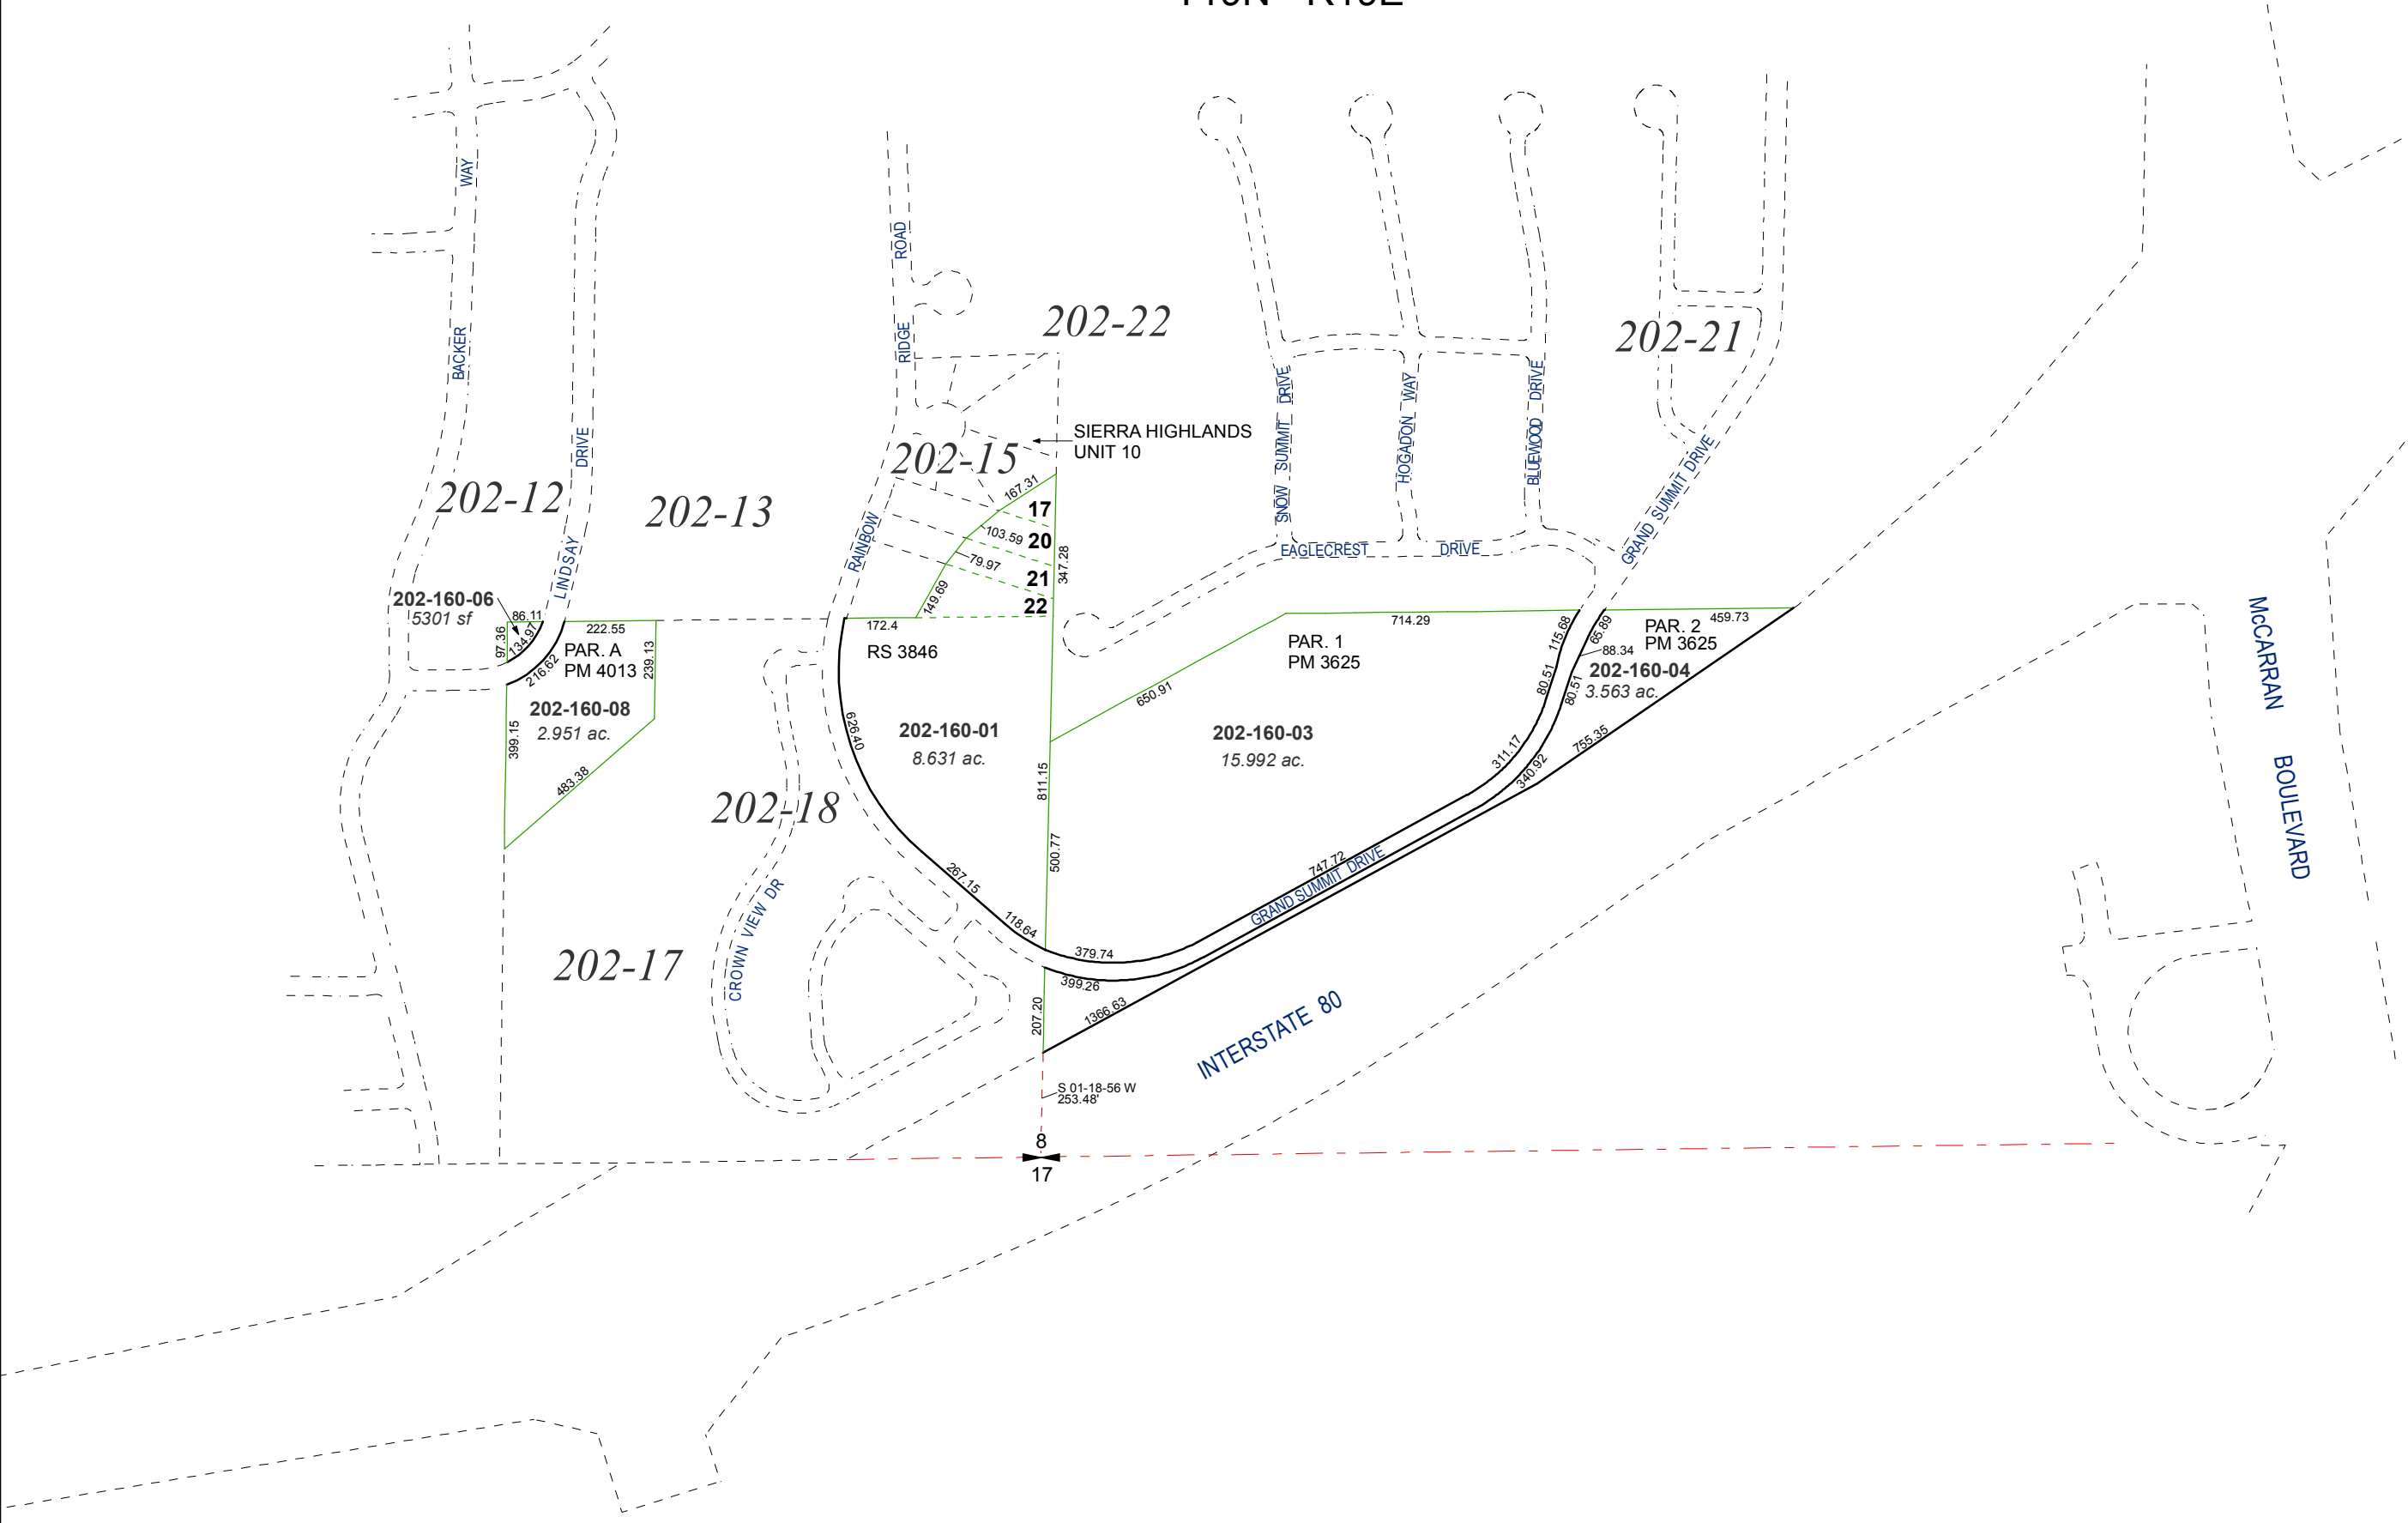 WAY
BACKER
DRIVE
LINDSAY
202-12
202-13
ROAD
RIDGE
RAINBOW
202-22
202-15
SIERRA HIGHLANDS
UNIT 10
202-21
SNOW SUMMIT DRIVE
HOGADON WAY
BLUEWOOD DRIVE
GRAND SUMMIT DRIVE
EAGLECREST DRIVE
167.31
17
103.59
20
79.97
21
347.28
149.69
22
202-160-06
5301 sf
86.11
97.36
134.97
216.62
222.55
PAR. A
PM 4013
239.13
202-160-08
2.951 ac.
399.15
483.38
172.4
RS 3846
626.40
202-160-01
8.631 ac.
811.15
500.77
267.15
118.64
650.91
714.29
PAR. 1
PM 3625
202-160-03
15.992 ac.
115.68
80.51
311.17
747.72
GRAND SUMMIT DRIVE
379.74
399.26
459.73
PAR. 2
PM 3625
65.89
88.34
202-160-04
3.563 ac.
80.51
340.92
755.35
1366.63
207.20
202-18
202-17
CROWN VIEW DR
INTERSTATE 80
McCARRAN BOULEVARD
S 01-18-56 W
253.48'
8
17